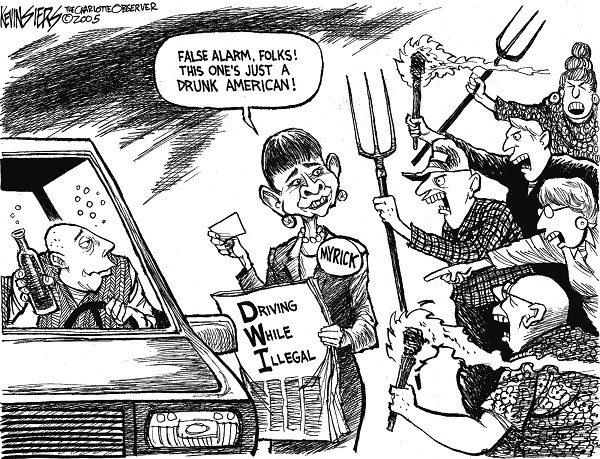 KEVIN SIERS
THE CHARLOTTE OBSERVER
©2005
FALSE ALARM, FOLKS!
THIS ONE'S JUST A
DRUNK AMERICAN!
MYRICK
DRIVING
WHILE
ILLEGAL